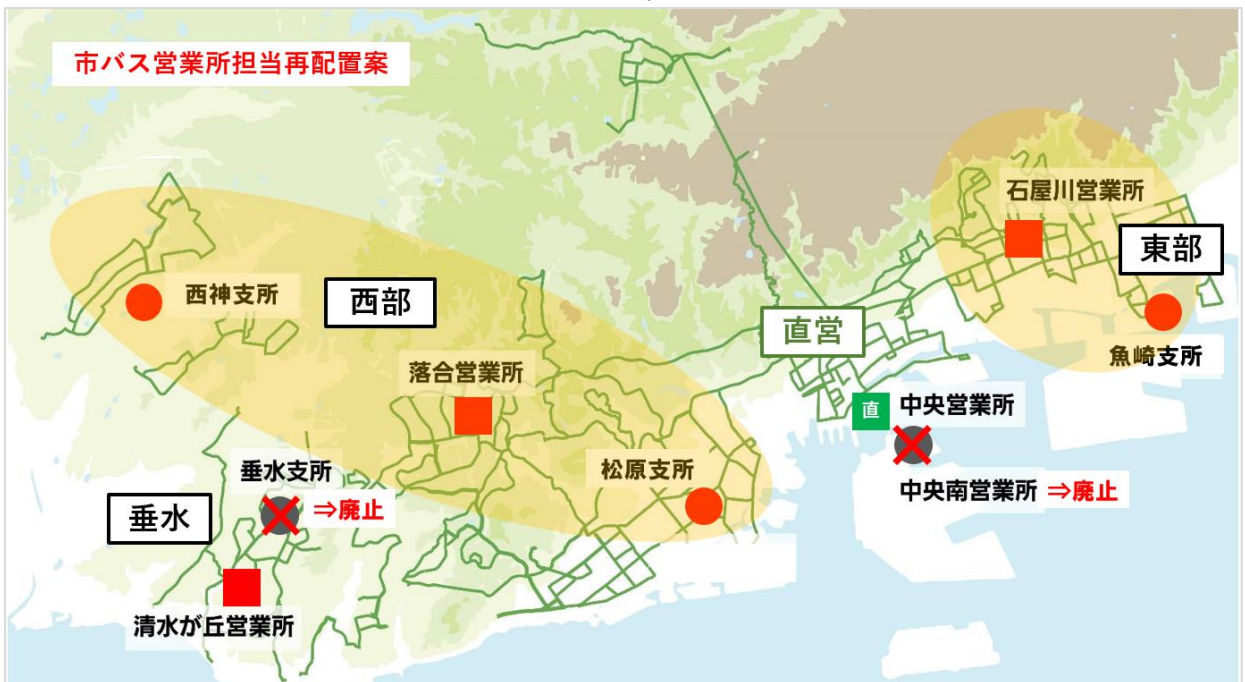 市バス営業所担当再配置案
石屋川営業所
東部
西神支所
西部
直営
魚崎支所
落合営業所
直
中央営業所
垂水支所
⇒廃止
松原支所
中央南営業所 ⇒廃止
垂水
清水が丘営業所